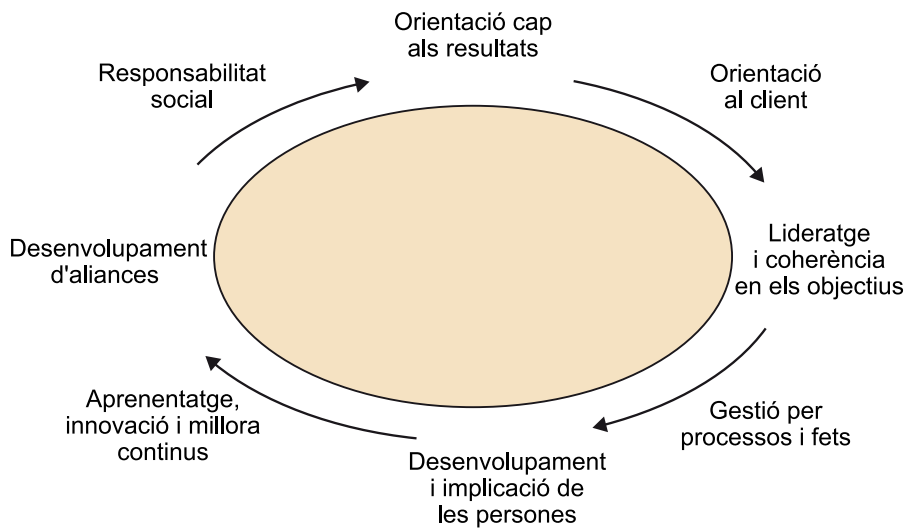 Orientació cap
als resultats
Orientació
al client
Lideratge
i coherència
en els objectius
Gestió per
processos i fets
Desenvolupament
i implicació de
les persones
Aprenentatge,
innovació i millora
continus
Desenvolupament
d'aliances
Responsabilitat
social